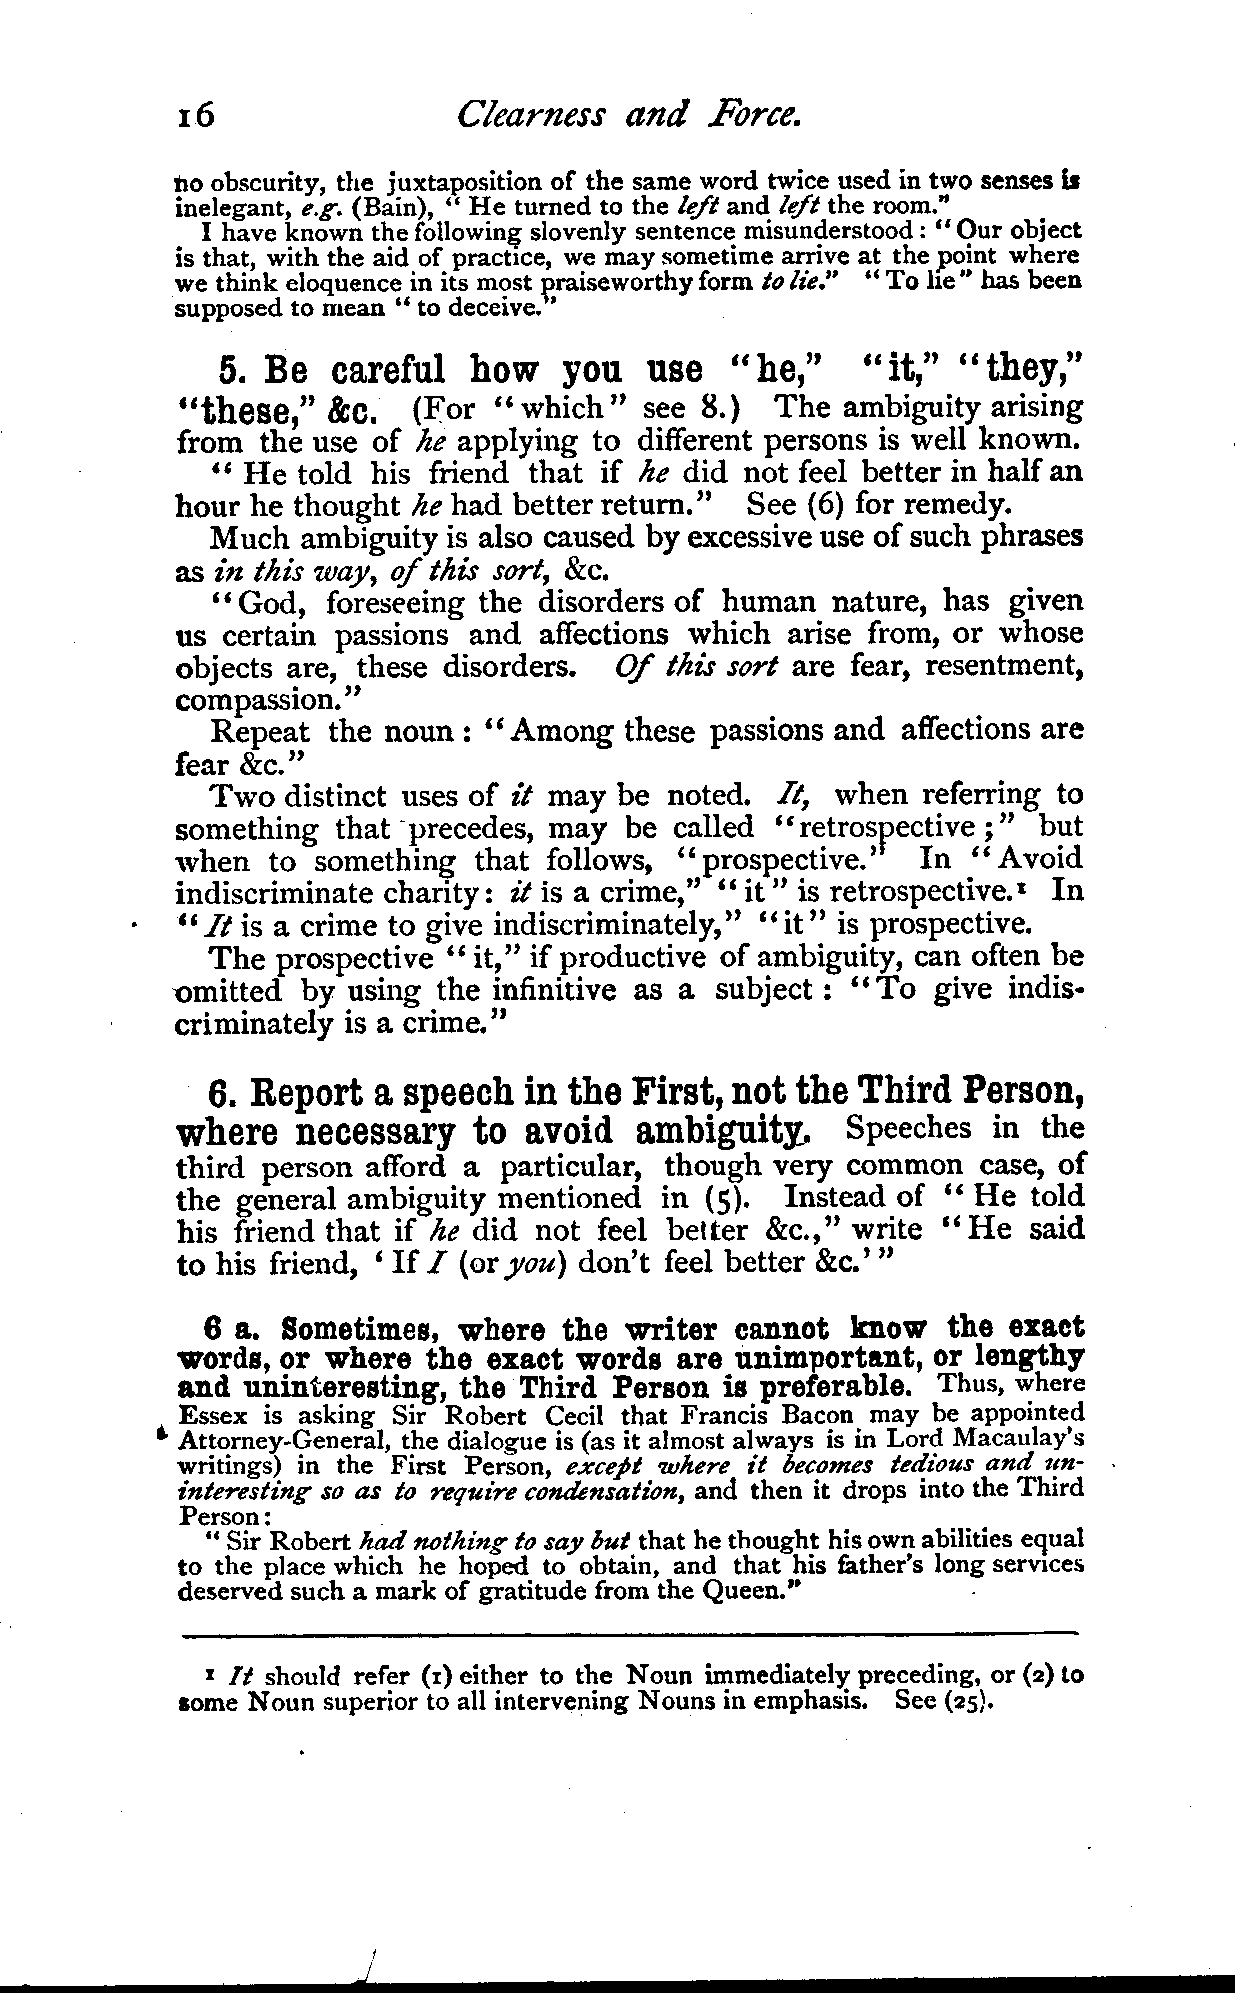 16 Clearness and Force.
no obscurity, the juxtaposition of the same word twice used in two senses is
inelegant, e.g. (Bain), "He turned to the left and left the room."
I have known the following slovenly sentence misunderstood: "Our object
is that, with the aid of practice, we may sometime arrive at the point where
we think eloquence in its most praiseworthy form to lie." "To lie" has been
supposed to mean "to deceive."
5. Be careful how you use "he," "it," "they,"
"these," &c. (For "which" see 8.) The ambiguity arising
from the use of he applying to different persons is well known.
"He told his friend that if he did not feel better in half an
hour he thought he had better return." See (6) for remedy.
Much ambiguity is also caused by excessive use of such phrases
as in this way, of this sort, &c.
"God, foreseeing the disorders of human nature, has given
us certain passions and affections which arise from, or whose
objects are, these disorders. Of this sort are fear, resentment,
compassion."
Repeat the noun: "Among these passions and affections are
fear &c."
Two distinct uses of it may be noted. It, when referring to
something that precedes, may be called "retrospective;" but
when to something that follows, "prospective." In "Avoid
indiscriminate charity: it is a crime," "it" is retrospective.¹ In
"It is a crime to give indiscriminately," "it" is prospective.
The prospective "it," if productive of ambiguity, can often be
omitted by using the infinitive as a subject: "To give indis-
criminately is a crime."
6. Report a speech in the First, not the Third Person,
where necessary to avoid ambiguity. Speeches in the
third person afford a particular, though very common case, of
the general ambiguity mentioned in (5). Instead of "He told
his friend that if he did not feel better &c.," write "He said
to his friend, 'If I (or you) don't feel better &c.'"
6 a. Sometimes, where the writer cannot know the exact
words, or where the exact words are unimportant, or lengthy
and uninteresting, the Third Person is preferable. Thus, where
Essex is asking Sir Robert Cecil that Francis Bacon may be appointed
Attorney-General, the dialogue is (as it almost always is in Lord Macaulay's
writings) in the First Person, except where it becomes tedious and un-
interesting so as to require condensation, and then it drops into the Third
Person:
"Sir Robert had nothing to say but that he thought his own abilities equal
to the place which he hoped to obtain, and that his father's long services
deserved such a mark of gratitude from the Queen."
¹ It should refer (1) either to the Noun immediately preceding, or (2) to
some Noun superior to all intervening Nouns in emphasis. See (25).